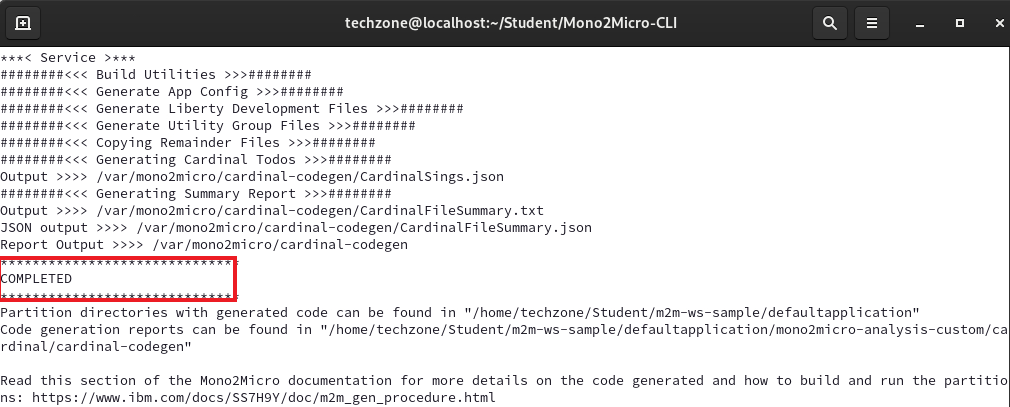 techzone@localhost:~/Student/Mono2Micro-CLI
***< Service >***
########<<< Build Utilities >>>########
########<<< Generate App Config >>>########
########<<< Generate Liberty Development Files >>>########
########<<< Generate Utility Group Files >>>########
########<<< Copying Remainder Files >>>########
########<<< Generating Cardinal Todos >>>########
Output >>>> /var/mono2micro/cardinal-codegen/CardinalSings.json
########<<< Generating Summary Report >>>########
Output >>>> /var/mono2micro/cardinal-codegen/CardinalFileSummary.txt
JSON output >>>> /var/mono2micro/cardinal-codegen/CardinalFileSummary.json
Report Output >>>> /var/mono2micro/cardinal-codegen
******************************
COMPLETED
******************************
Partition directories with generated code can be found in "/home/techzone/Student/m2m-ws-sample/defaultapplication"
Code generation reports can be found in "/home/techzone/Student/m2m-ws-sample/defaultapplication/mono2micro-analysis-custom/ca
rdinal/cardinal-codegen"
Read this section of the Mono2Micro documentation for more details on the code generated and how to build and run the partitio
ns: https://www.ibm.com/docs/SS7H9Y/doc/m2m_gen_procedure.html